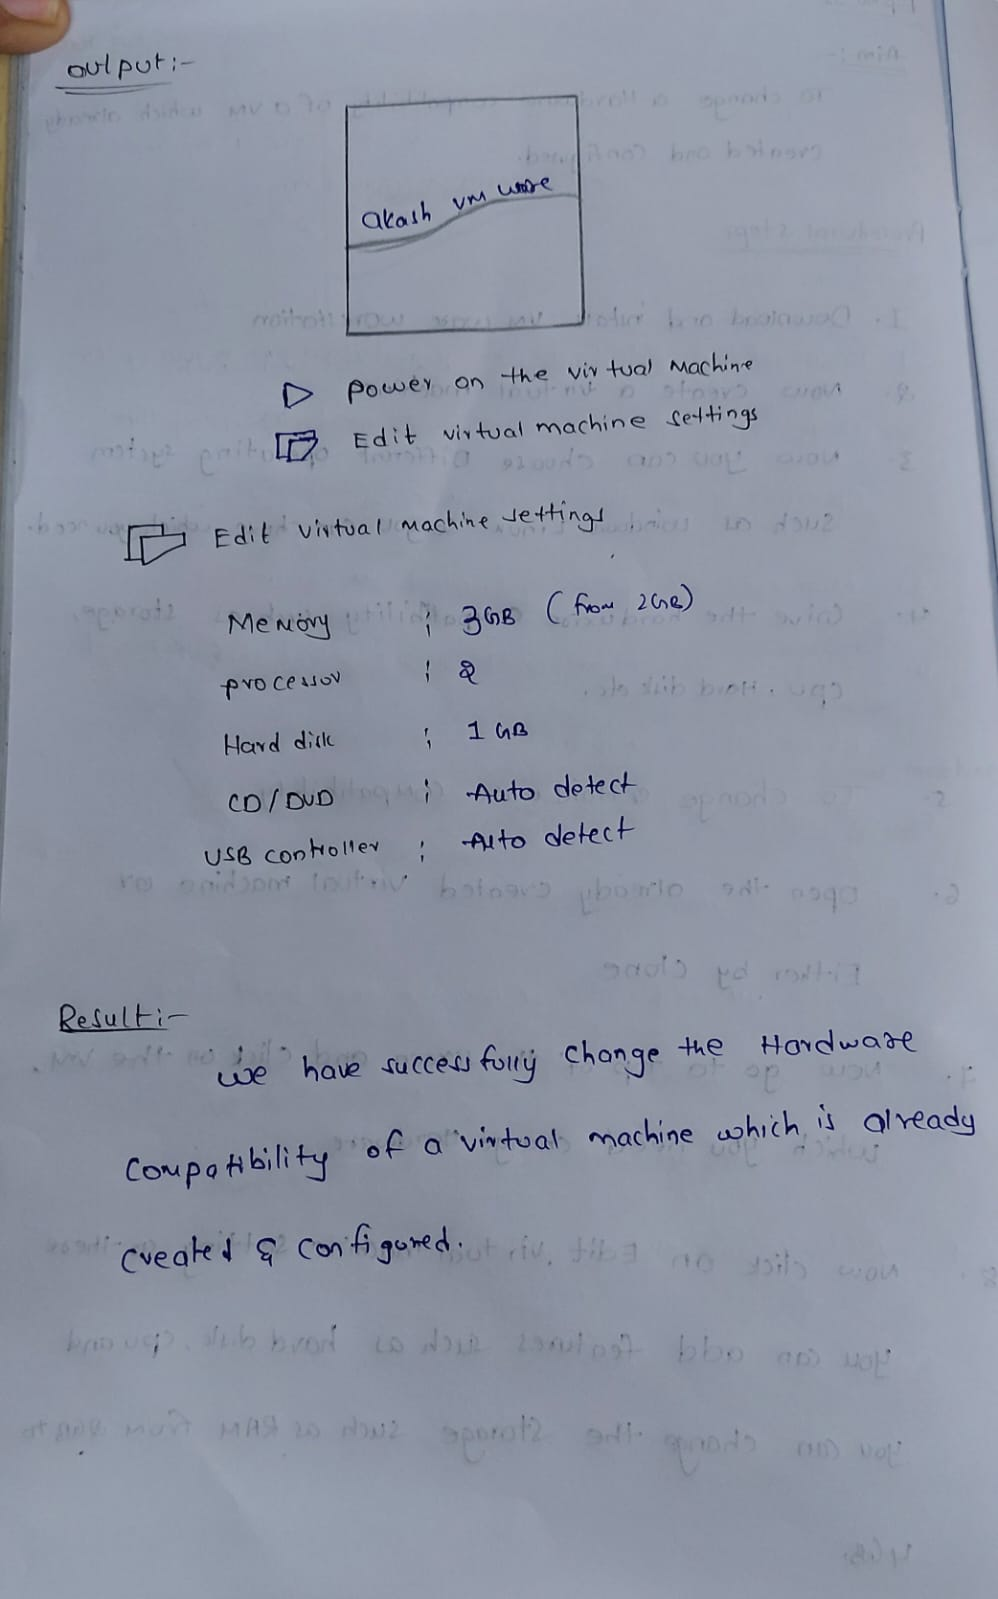 output:-
akash vm ware
power on the virtual Machine
Edit virtual machine settings
Edit virtual machine settings
Memory : 3GB (from 2GB)
processor : 2
Hard disk : 1 GB
CD/DVD : Auto detect
USB controller : Auto detect
Result:-
we have successfully change the Hardware
compatibility of a virtual machine which is already
created & configured.